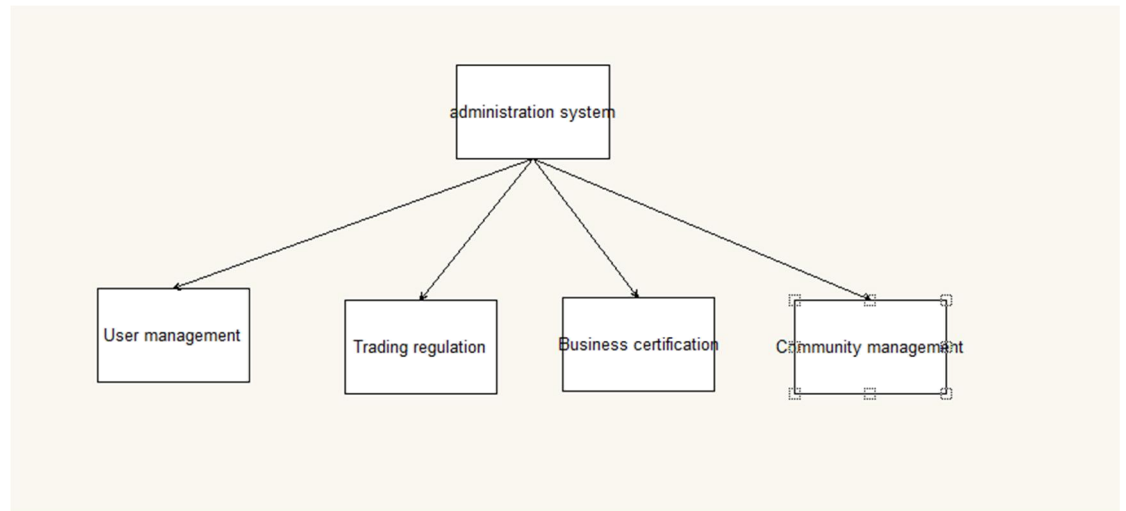 administration system
User management
Trading regulation
Business certification
Community management